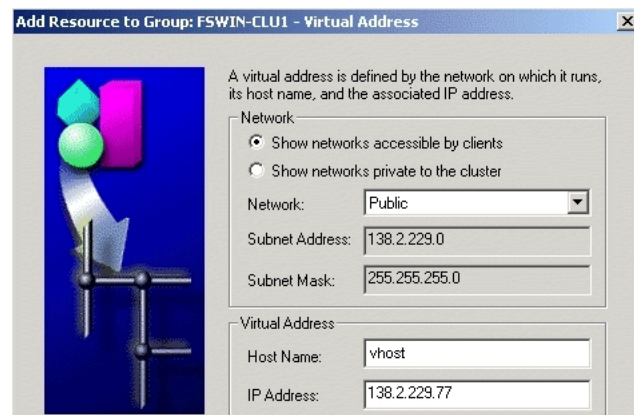 Add Resource to Group: FSWIN-CLU1 - Virtual Address
A virtual address is defined by the network on which it runs,
its host name, and the associated IP address.
Network
Show networks accessible by clients
Show networks private to the cluster
Network: Public
Subnet Address: 138.2.229.0
Subnet Mask: 255.255.255.0
Virtual Address
Host Name: vhost
IP Address: 138.2.229.77